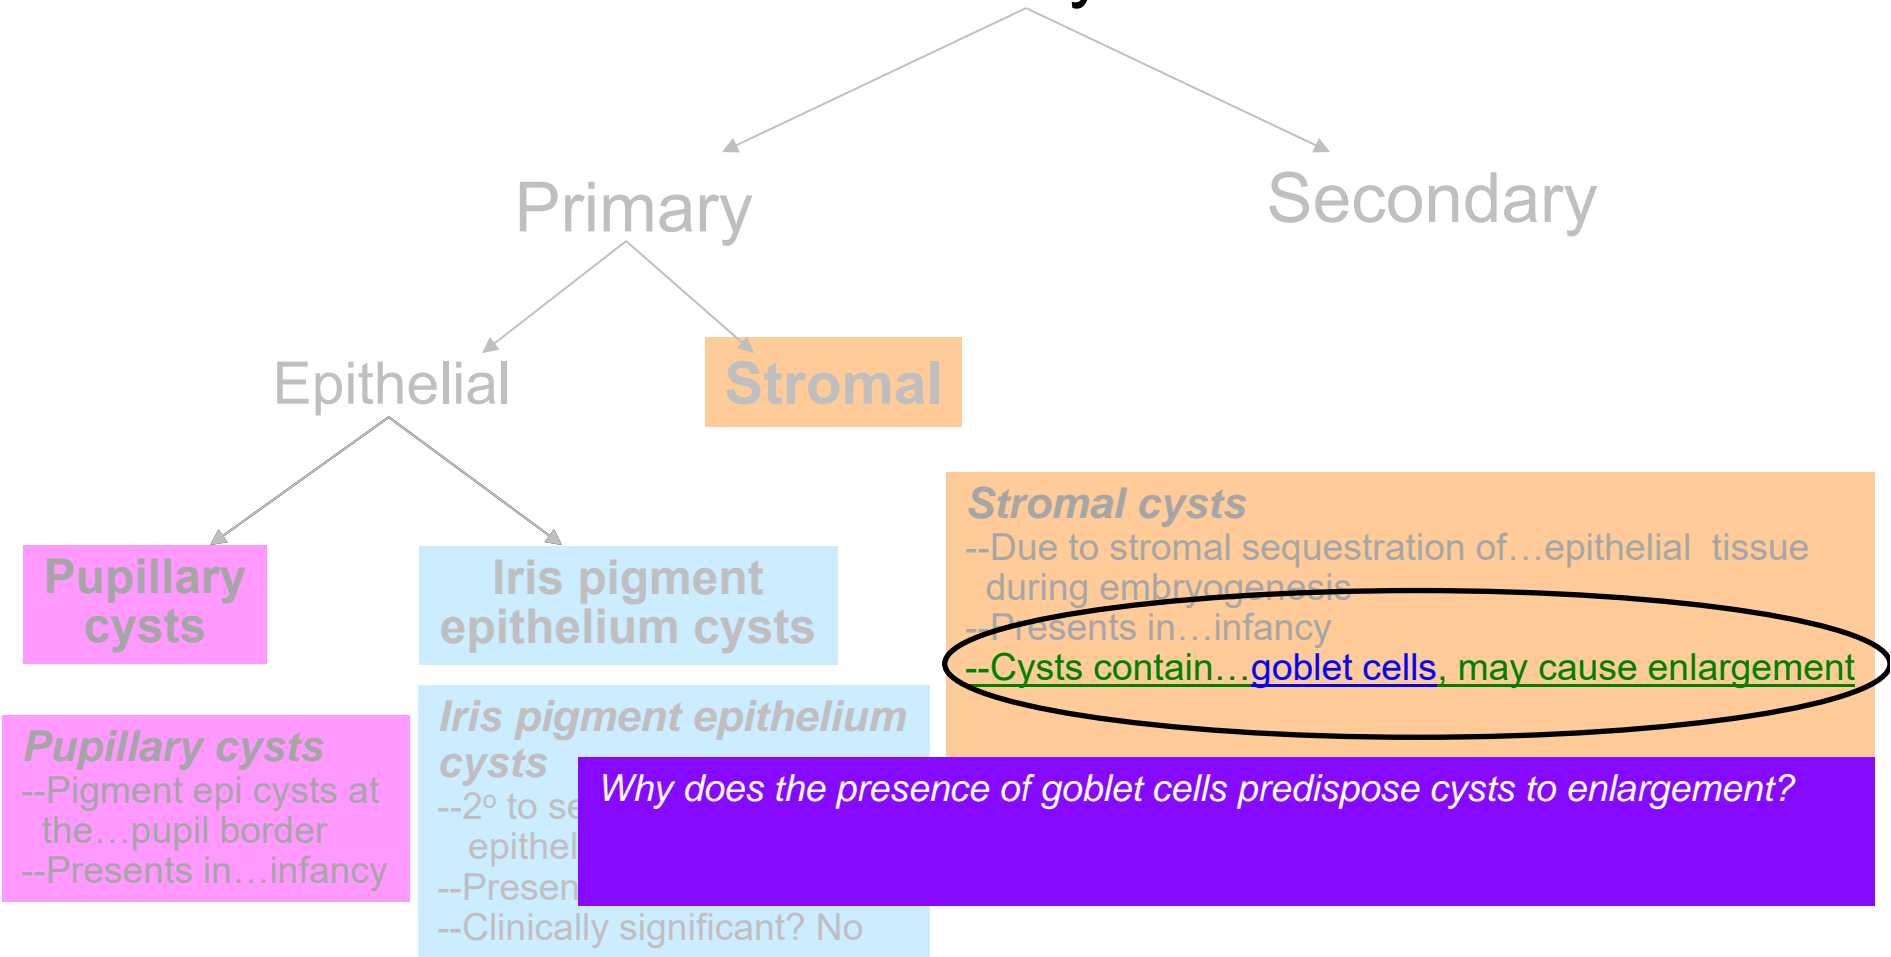 Primary
Secondary
Epithelial
Stromal
Pupillary
cysts
Iris pigment
epithelium cysts
Stromal cysts
--Due to stromal sequestration of…epithelial tissue
during embryogenesis
--Presents in…infancy
--Cysts contain…goblet cells, may cause enlargement
Pupillary cysts
--Pigment epi cysts at
the…pupil border
--Presents in…infancy
Iris pigment epithelium
cysts
--2º to
--Clinically significant? No
Why does the presence of goblet cells predispose cysts to enlargement?